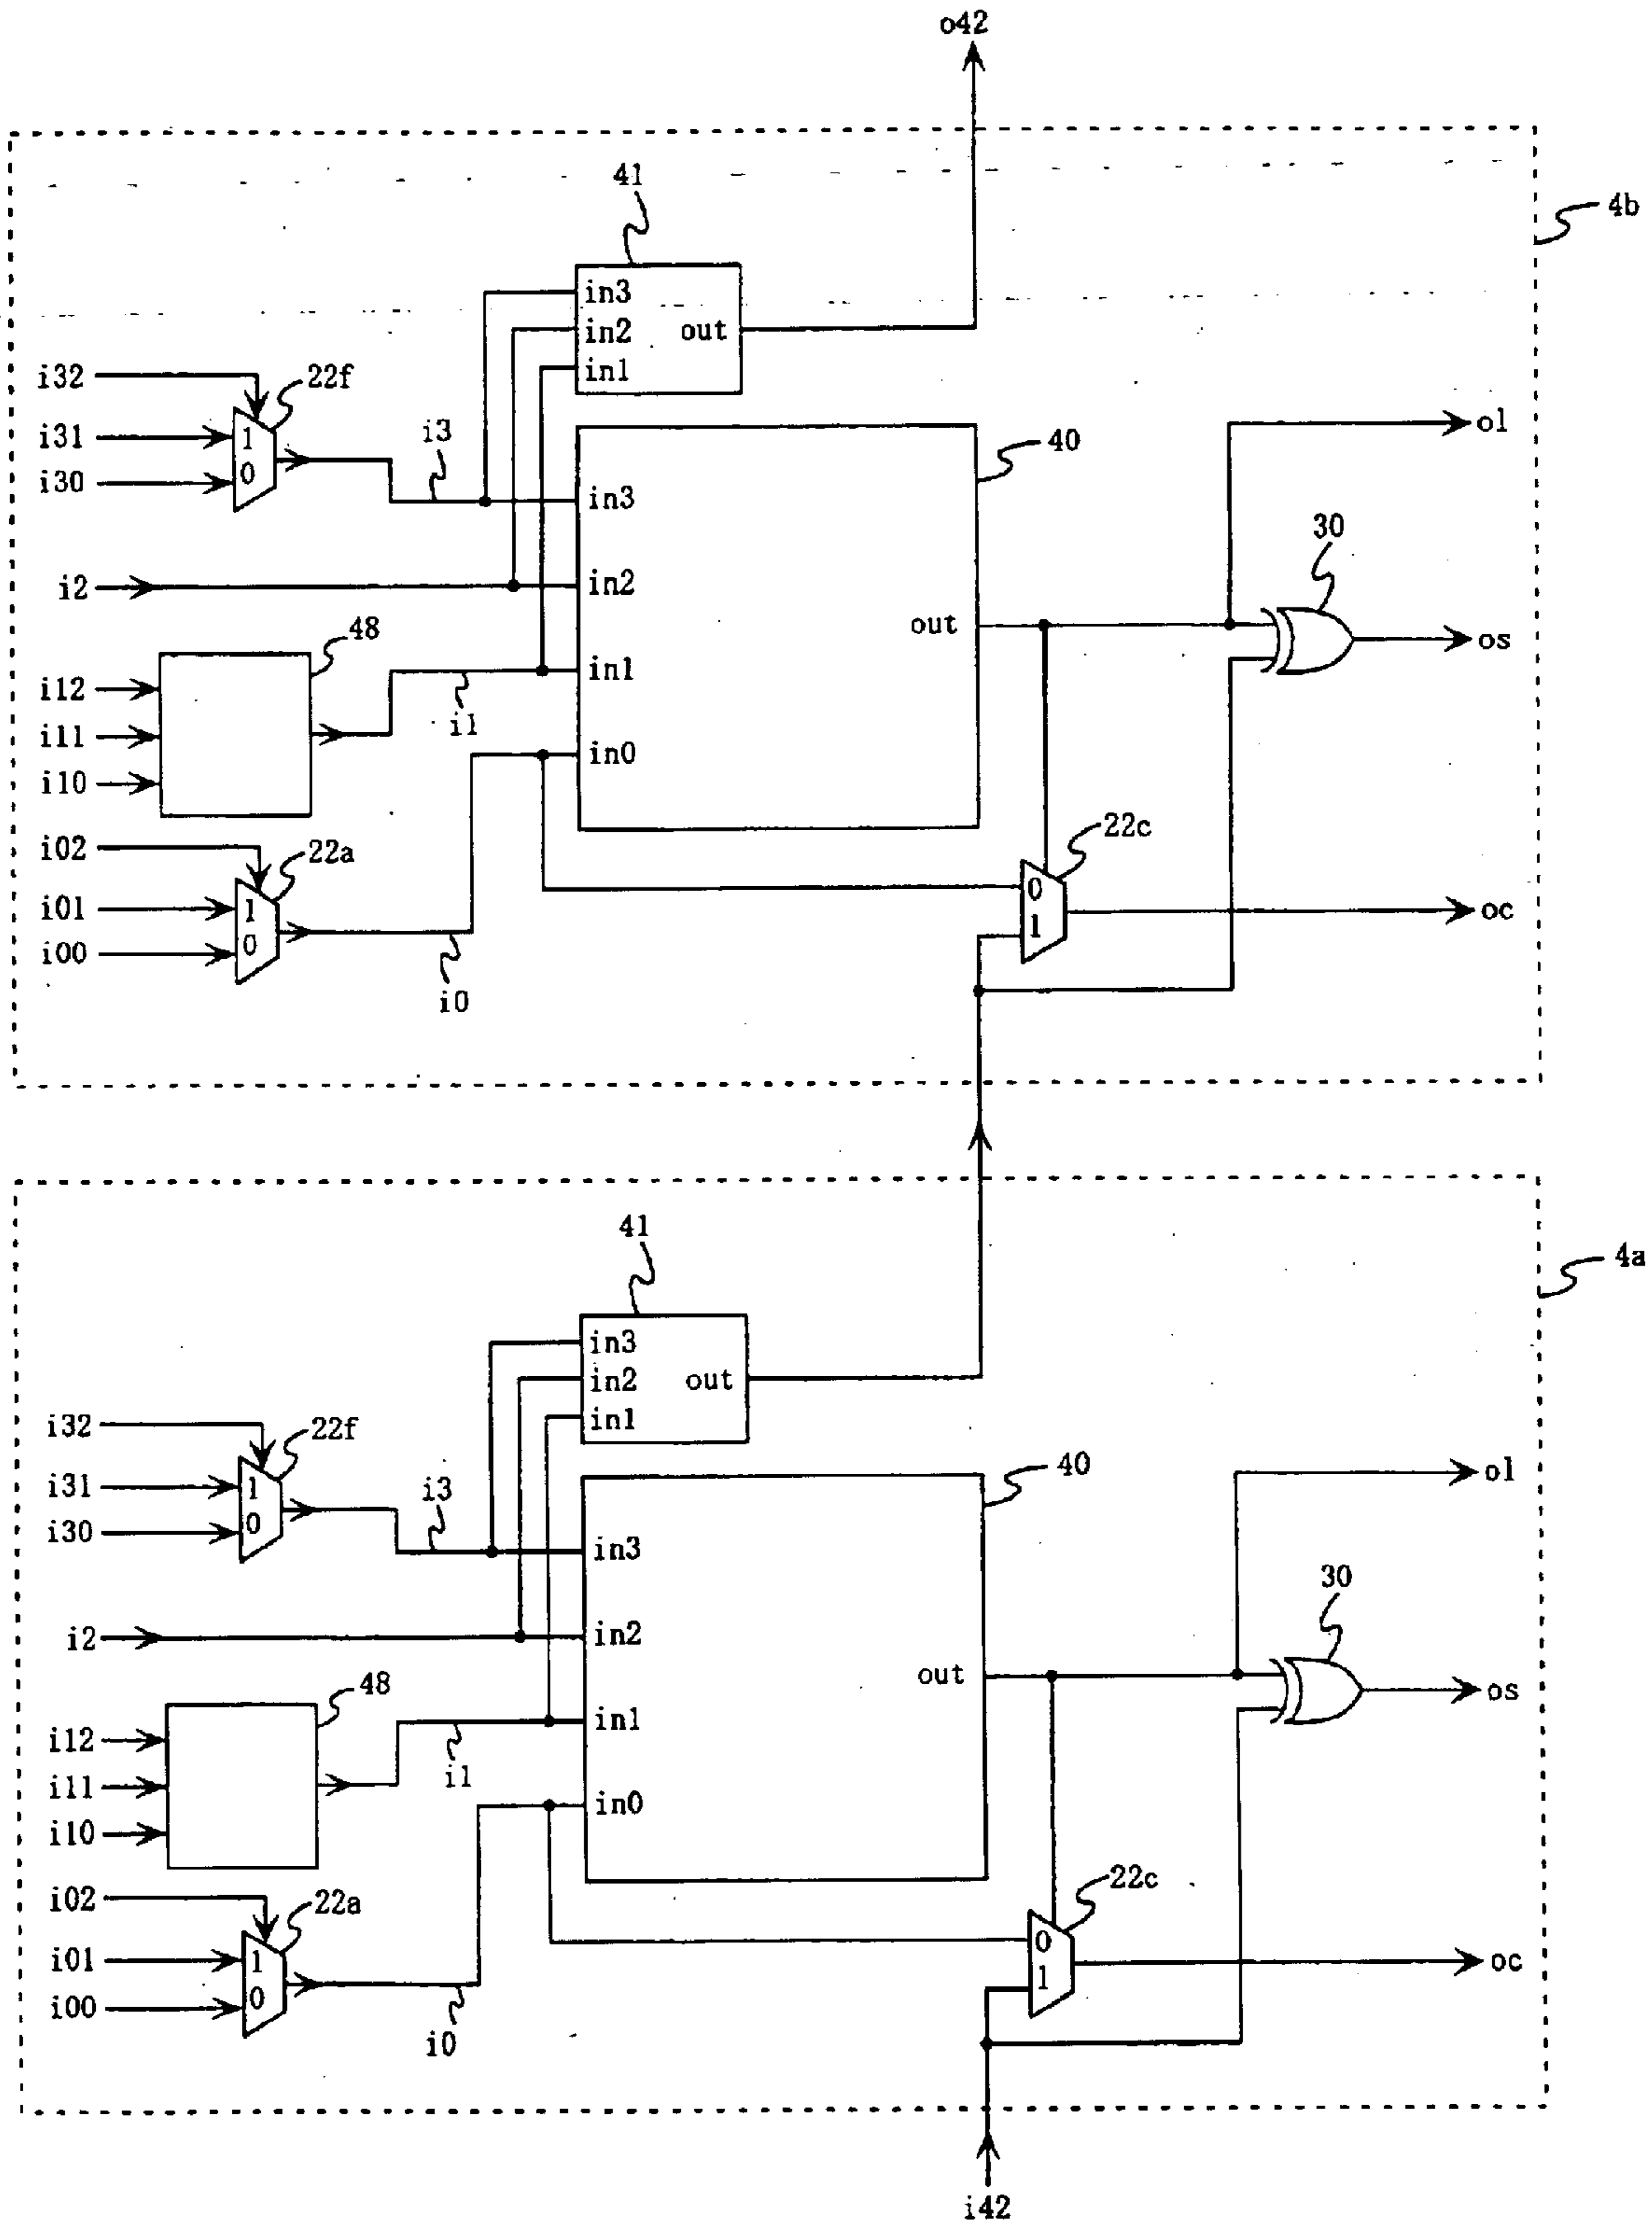 o42
4b
41
in3
in2 out
in1
i32
22f
i31 1
i30 0
i3
40
ol
in3
30
i2
in2
out
os
48
i12
in1
i11
i1
i10
in0
i02
22a
22c
i01 1
0
oc
i00 0
1
i0
4a
41
in3
in2 out
in1
i32
22f
i31 1
i30 0
i3
40
ol
in3
30
i2
in2
out
os
48
i12
in1
i11
i1
i10
in0
i02
22a
22c
i01 1
0
oc
i00 0
1
i0
i42